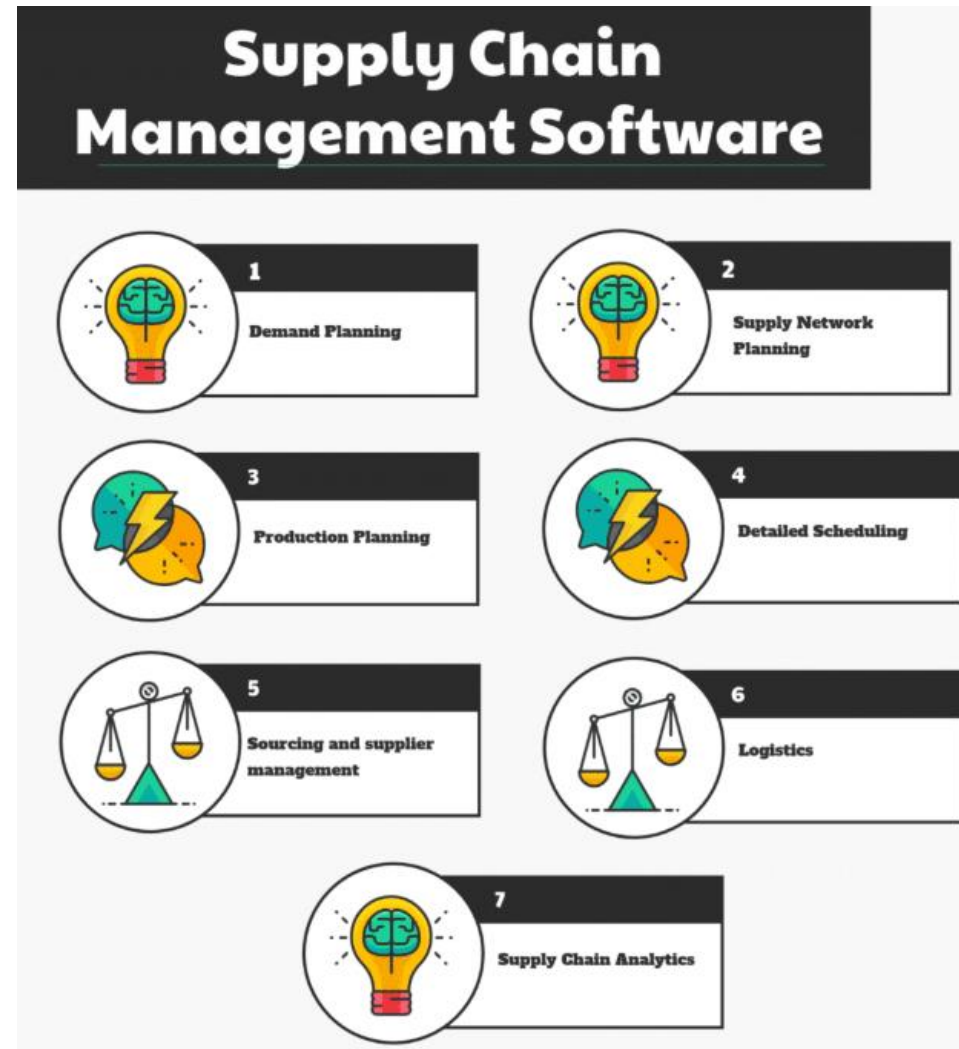 Supply Chain
Management Software
1
Demand Planning
2
Supply Network
Planning
3
Production Planning
4
Detailed Scheduling
5
Sourcing and supplier
management
6
Logistics
7
Supply Chain Analytics